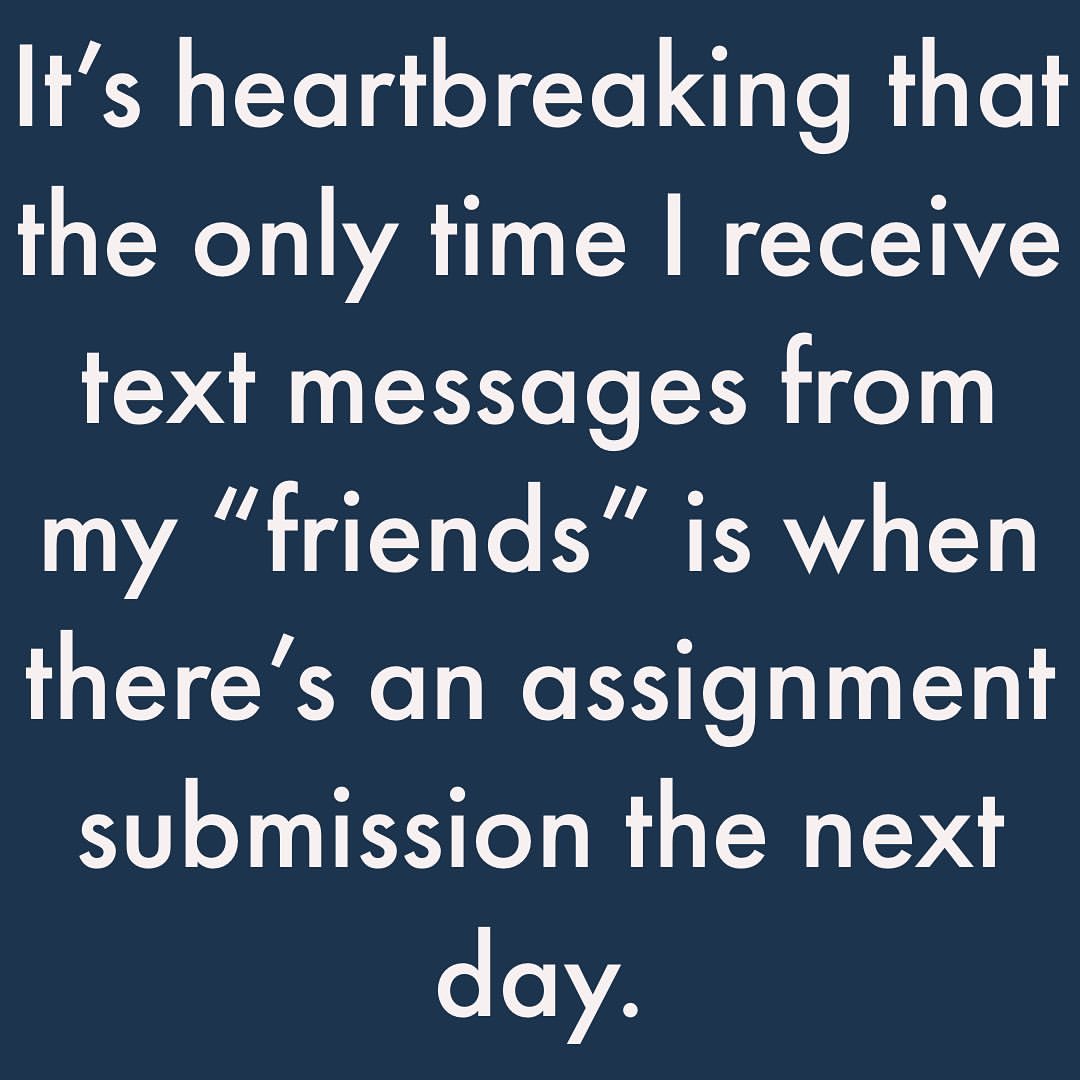 It’s heartbreaking that
the only time I receive
text messages from
my “friends” is when
there’s an assignment
submission the next
day.